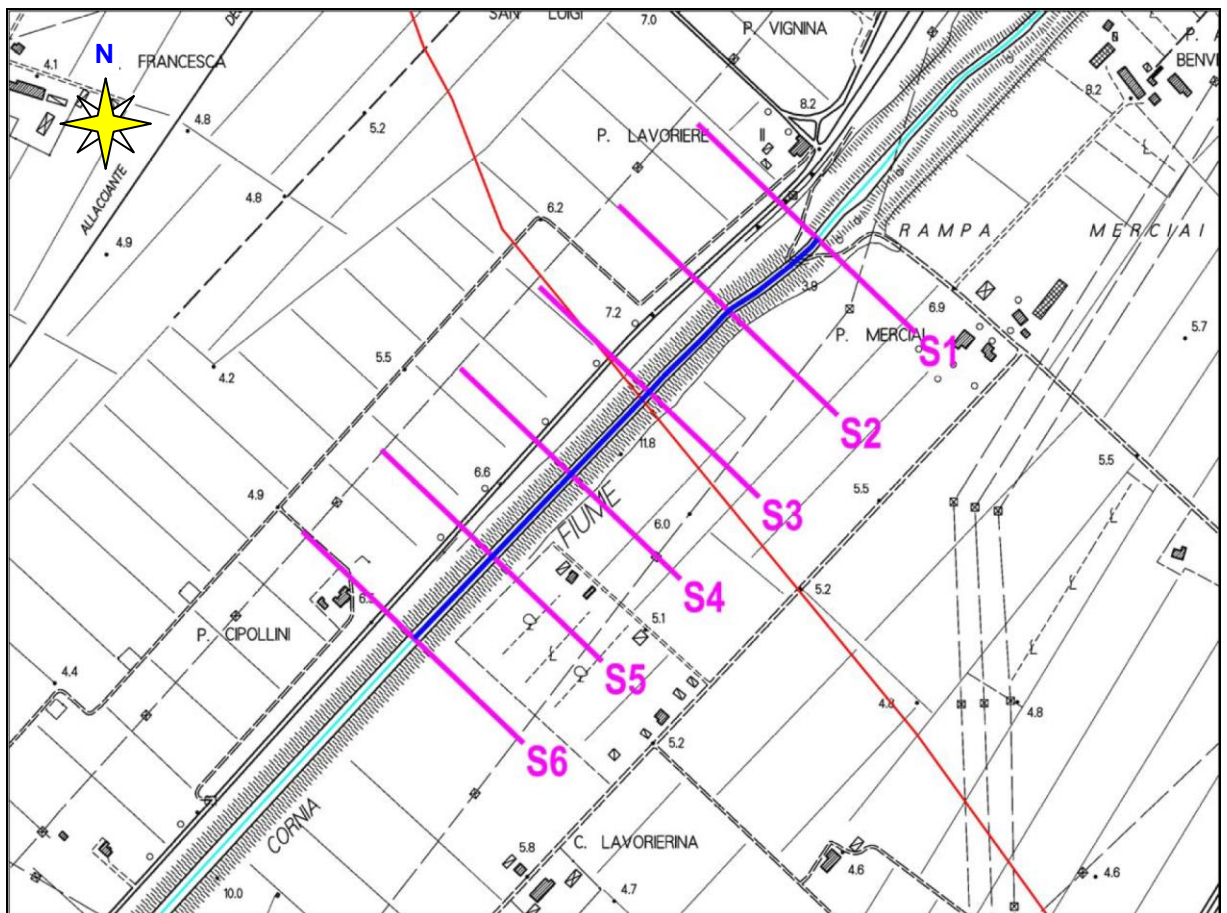 SAN LUIGI
7.0
P. VIGNINA
N
FRANCESCA
4.1
BENVE
8.2
8.2
4.8
5.2
P. LAVORIERE
ALLACCIANTE
4.8
6.2
RAMPA MERCIAI
4.9
3.9
6.9
7.2
P. MERCIAI
S1
5.7
5.5
4.2
S2
11.8
5.5
6.6
4.9
FIUME
S3
5.5
6.0
S4
5.2
P. CIPOLLINI
5.1
S5
4.4
4.8
4.8
5.2
S6
CORNIA
C. LAVORIERINA
5.8
10.0
4.7
4.6
4.6